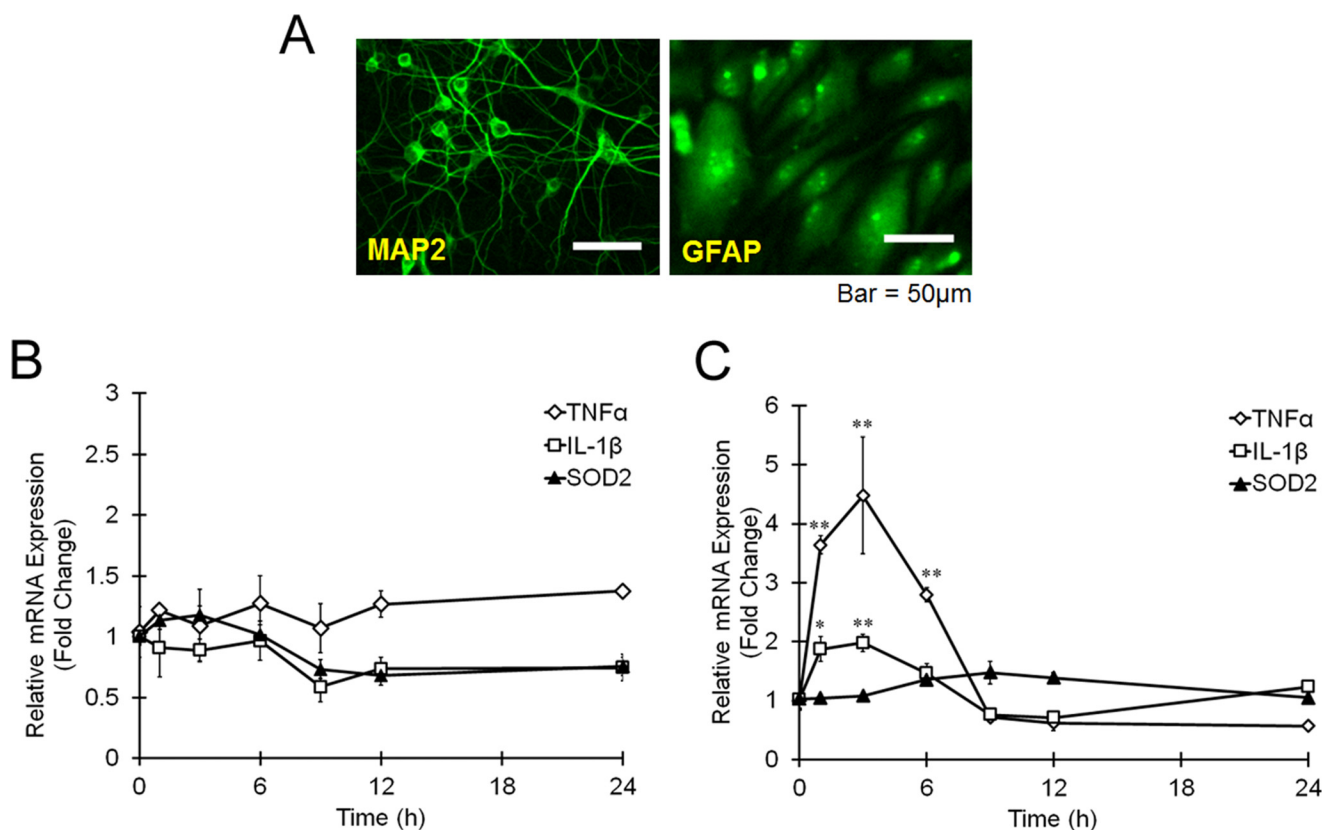 A
MAP2
GFAP
Bar = 50μm
B
Relative mRNA Expression
(Fold Change)
3
2.5
2
1.5
1
0.5
0
0 6 12 18 24
Time (h)
TNFα
IL-1β
SOD2
C
Relative mRNA Expression
(Fold Change)
6
5
4
3
2
1
0
0 6 12 18 24
Time (h)
TNFα
IL-1β
SOD2
**
**
**
*
**